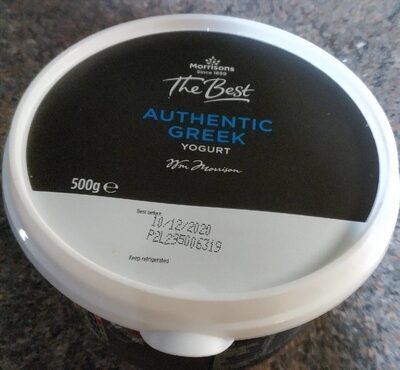 Morrisons
Since 1899
The Best
AUTHENTIC
GREEK
YOGURT
Wm Morrison
500g ℮
Best before
10/12/2020
P2L235006319
Keep refrigerated